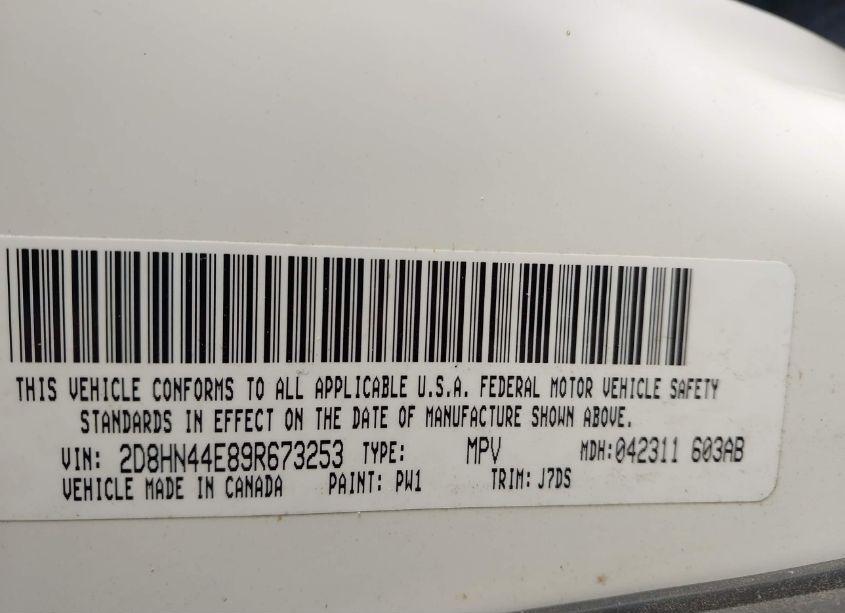 THIS VEHICLE CONFORMS TO ALL APPLICABLE U.S.A. FEDERAL MOTOR VEHICLE SAFETY
STANDARDS IN EFFECT ON THE DATE OF MANUFACTURE SHOWN ABOVE.
VIN: 2D8HN44E89R673253 TYPE: MPV MDH:042311 603AB
VEHICLE MADE IN CANADA PAINT: PW1 TRIM: J7DS